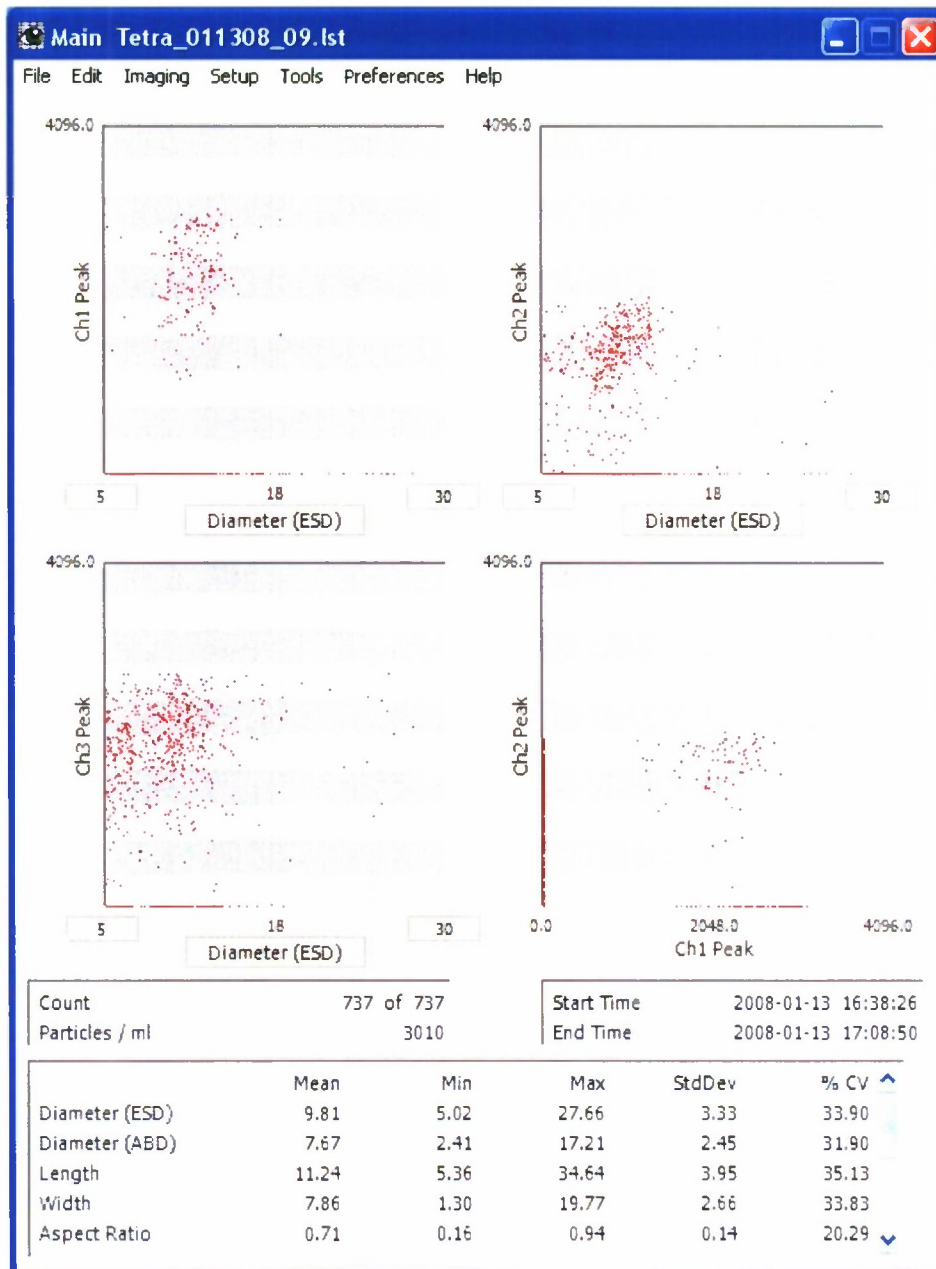 Main Tetra_011308_09.lst
File Edit Imaging Setup Tools Preferences Help
4096.0
Ch1 Peak
5 18 30
Diameter (ESD)
4096.0
Ch2 Peak
5 18 30
Diameter (ESD)
4096.0
Ch3 Peak
5 18 30
Diameter (ESD)
4096.0
Ch2 Peak
0.0 2048.0 4096.0
Ch1 Peak
Count 737 of 737
Particles / ml 3010
Start Time 2008-01-13 16:38:26
End Time 2008-01-13 17:08:50
Mean Min Max StdDev % CV
Diameter (ESD) 9.81 5.02 27.66 3.33 33.90
Diameter (ABD) 7.67 2.41 17.21 2.45 31.90
Length 11.24 5.36 34.64 3.95 35.13
Width 7.86 1.30 19.77 2.66 33.83
Aspect Ratio 0.71 0.16 0.94 0.14 20.29